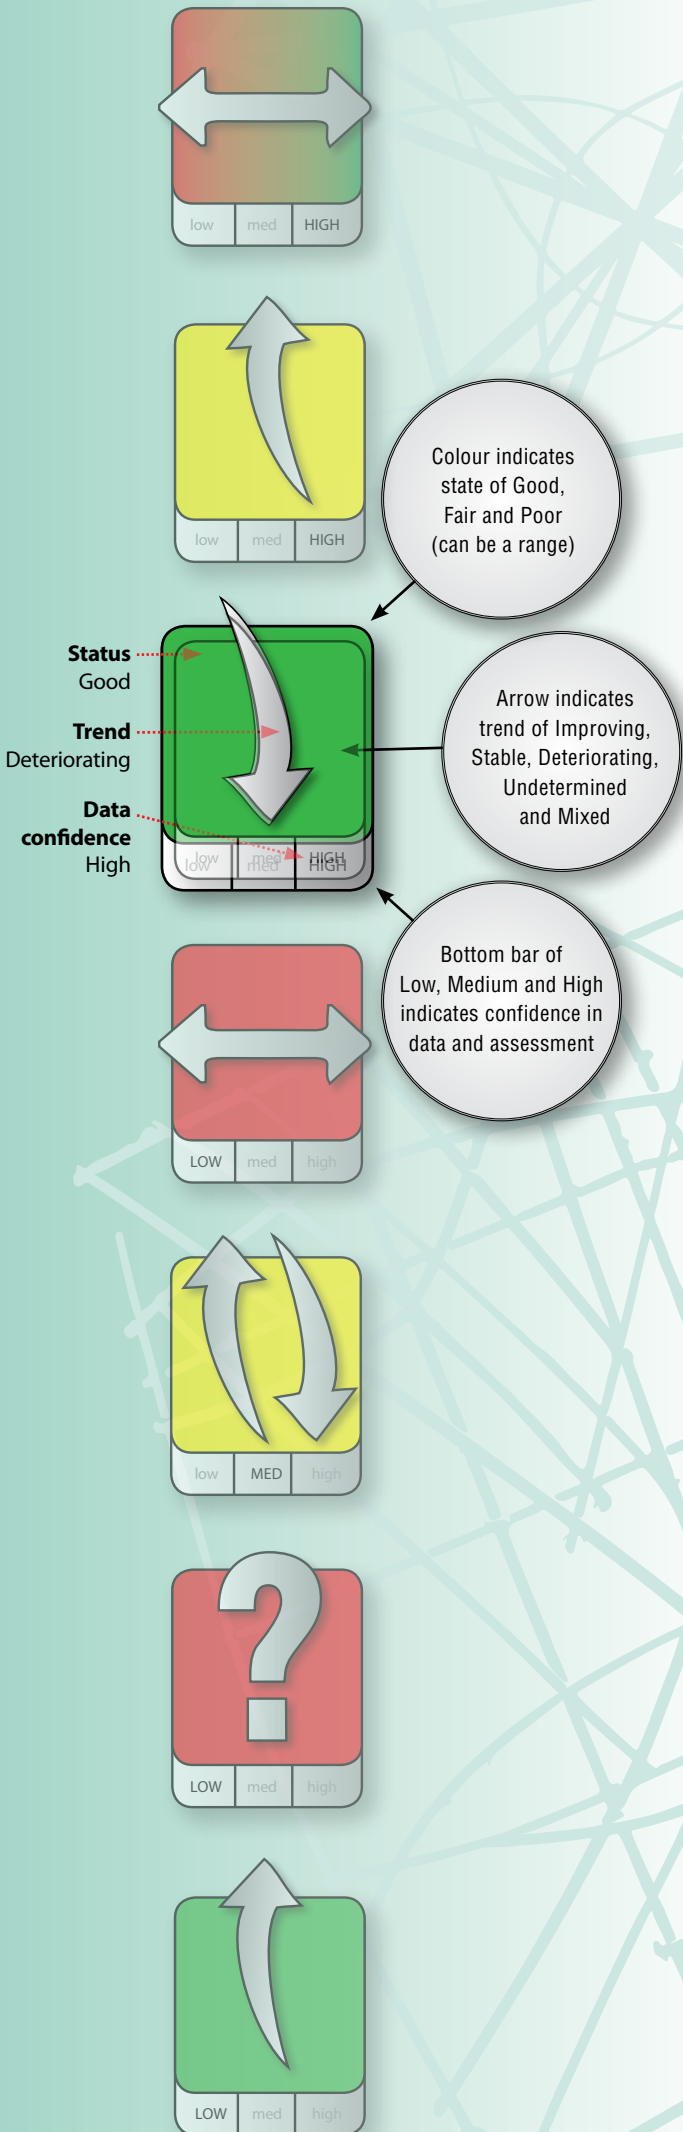 low med HIGH
low med HIGH
Colour indicates
state of Good,
Fair and Poor
(can be a range)
Status
Good
Trend
Deteriorating
Data
confidence
High
Arrow indicates
trend of Improving,
Stable, Deteriorating,
Undetermined
and Mixed
low med HIGH
low med HIGH
Bottom bar of
Low, Medium and High
indicates confidence in
data and assessment
LOW med high
low MED high
LOW med high
LOW med high